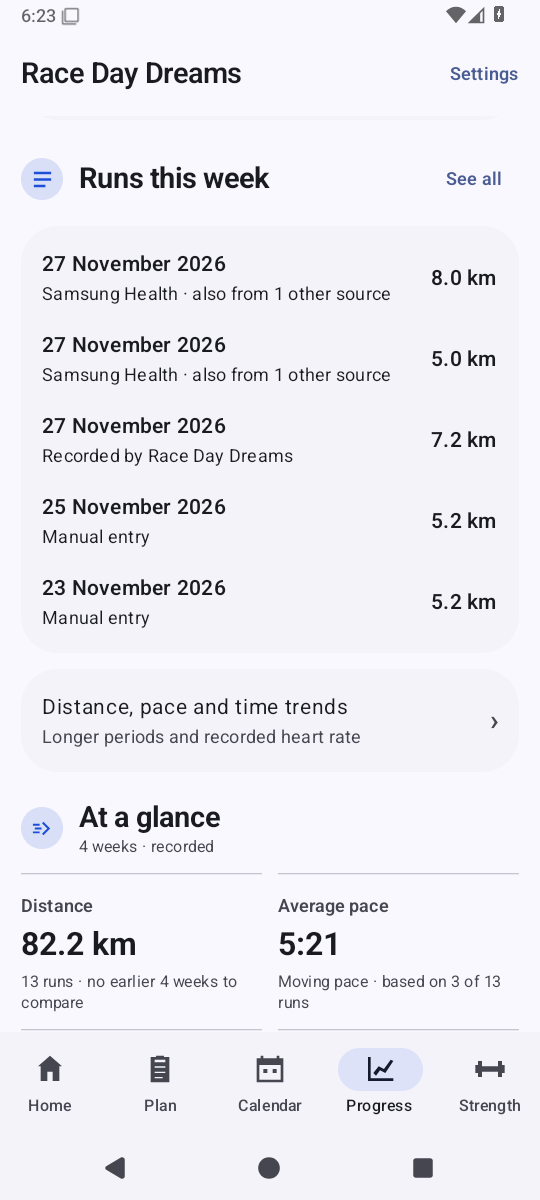 6:23
Race Day Dreams
Settings
Runs this week
See all
27 November 2026
Samsung Health · also from 1 other source
8.0 km
27 November 2026
Samsung Health · also from 1 other source
5.0 km
27 November 2026
Recorded by Race Day Dreams
7.2 km
25 November 2026
Manual entry
5.2 km
23 November 2026
Manual entry
5.2 km
Distance, pace and time trends
Longer periods and recorded heart rate
At a glance
4 weeks · recorded
Distance
82.2 km
13 runs · no earlier 4 weeks to
compare
Average pace
5:21
Moving pace · based on 3 of 13
runs
Home
Plan
Calendar
Progress
Strength